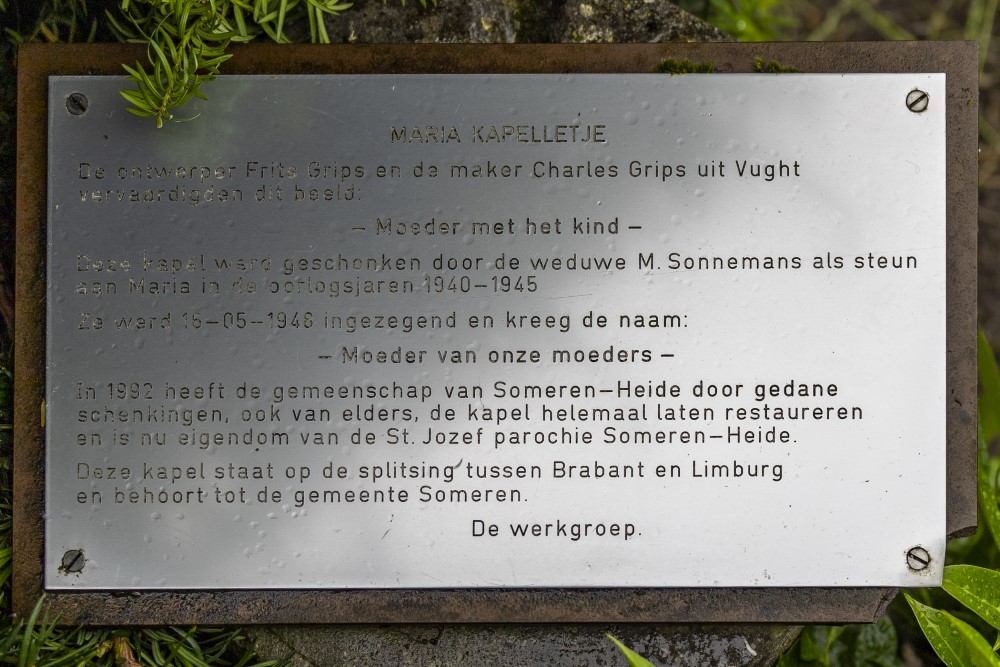 MARIA KAPELLETJE
De ontwerper Frits Grips en de maker Charles Grips uit Vught
vervaardigden dit beeld:
– Moeder met het kind –
Deze kapel werd geschonken door de weduwe M. Sonnemans als steun
aan Maria in de oorlogsjaren 1940–1945
Ze werd 16–05–1948 ingezegend en kreeg de naam:
– Moeder van onze moeders –
In 1992 heeft de gemeenschap van Someren–Heide door gedane
schenkingen, ook van elders, de kapel helemaal laten restaureren
en is nu eigendom van de St. Jozef parochie Someren–Heide.
Deze kapel staat op de splitsing tussen Brabant en Limburg
en behoort tot de gemeente Someren.
De werkgroep.